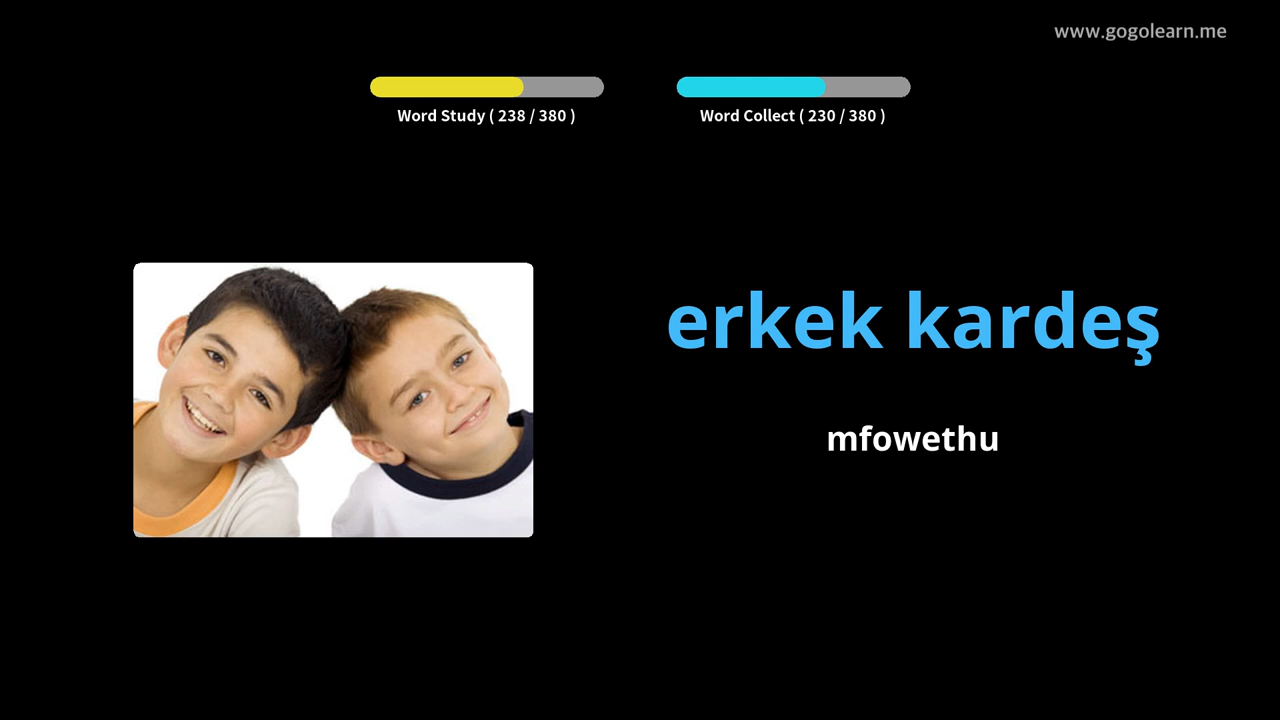 www.gogolearn.me
Word Study ( 238 / 380 )
Word Collect ( 230 / 380 )
erkek kardeş
mfowethu